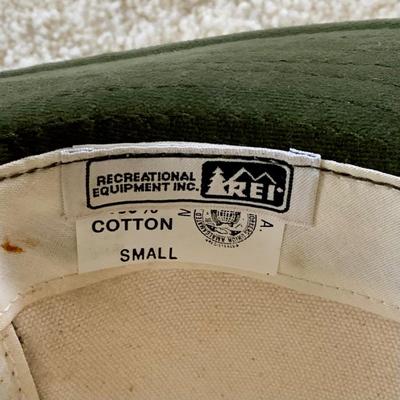 RECREATIONAL
EQUIPMENT INC.
REI
COTTON
SMALL
A.
N